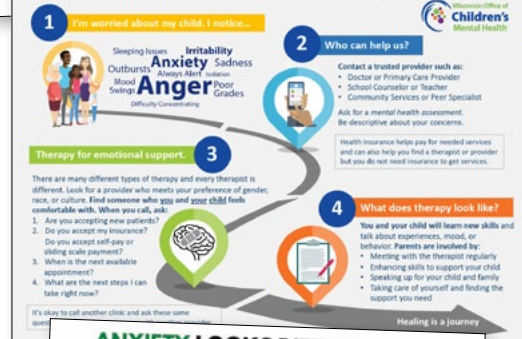 Wisconsin Office of
Children's
Mental Health
1
I'm worried about my child. I notice...
Sleeping Issues Irritability
Outbursts Anxiety Sadness
Always Alert Isolation
Mood Swings Anger Poor Grades
Difficulty Concentrating
2
Who can help us?
Contact a trusted provider such as:
• Doctor or Primary Care Provider
• School Counselor or Teacher
• Community Services or Peer Specialist
Ask for a mental health assessment.
Be descriptive about your concerns.
Health insurance helps pay for needed services
and can also help you find a therapist or provider
but you do not need insurance to get services.
Therapy for emotional support. 3
There are many different types of therapy and every therapist is
different. Look for a provider who meets your preference of gender,
race, or culture. Find someone who you and your child feels
comfortable with. When you call, ask:
1. Are you accepting new patients?
2. Do you accept my insurance?
Do you accept self-pay or
sliding scale payment?
3. When is the next available
appointment?
4. What are the next steps I can
take right now?
It's okay to call another clinic and ask these same
4
What does therapy look like?
You and your child will learn new skills and
talk about experiences, mood, or
behavior. Parents are involved by:
• Meeting with the therapist regularly
• Enhancing skills to support your child
• Speaking up for your child and family
• Taking care of yourself and finding the
support you need
Healing is a journey
ANXIETY LOOKS